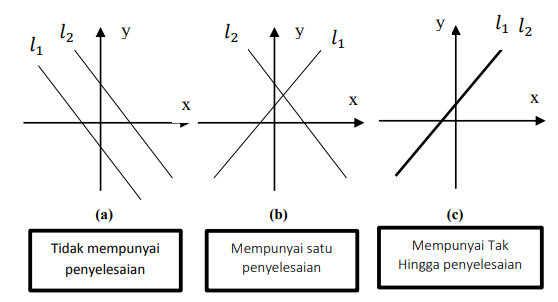 l₁ l₂ y x
l₂ y l₁ x
y l₁ l₂ x
(a) (b) (c)
Tidak mempunyai
penyelesaian
Mempunyai satu
penyelesaian
Mempunyai Tak
Hingga penyelesaian